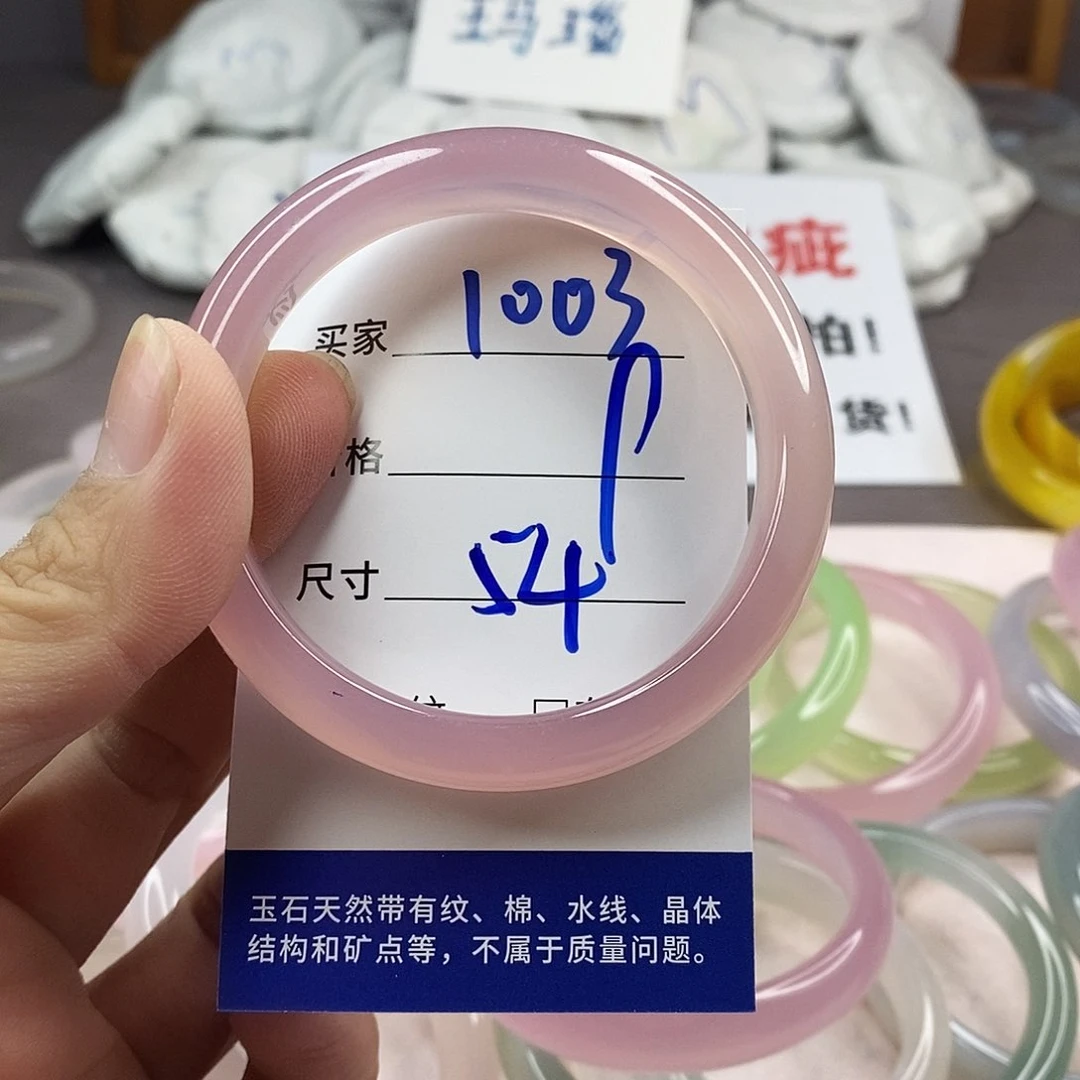 玛瑙
疵
拍!
货!
买家 1003
格
尺寸 54
玉石天然带有纹、棉、水线、晶体
结构和矿点等，不属于质量问题。